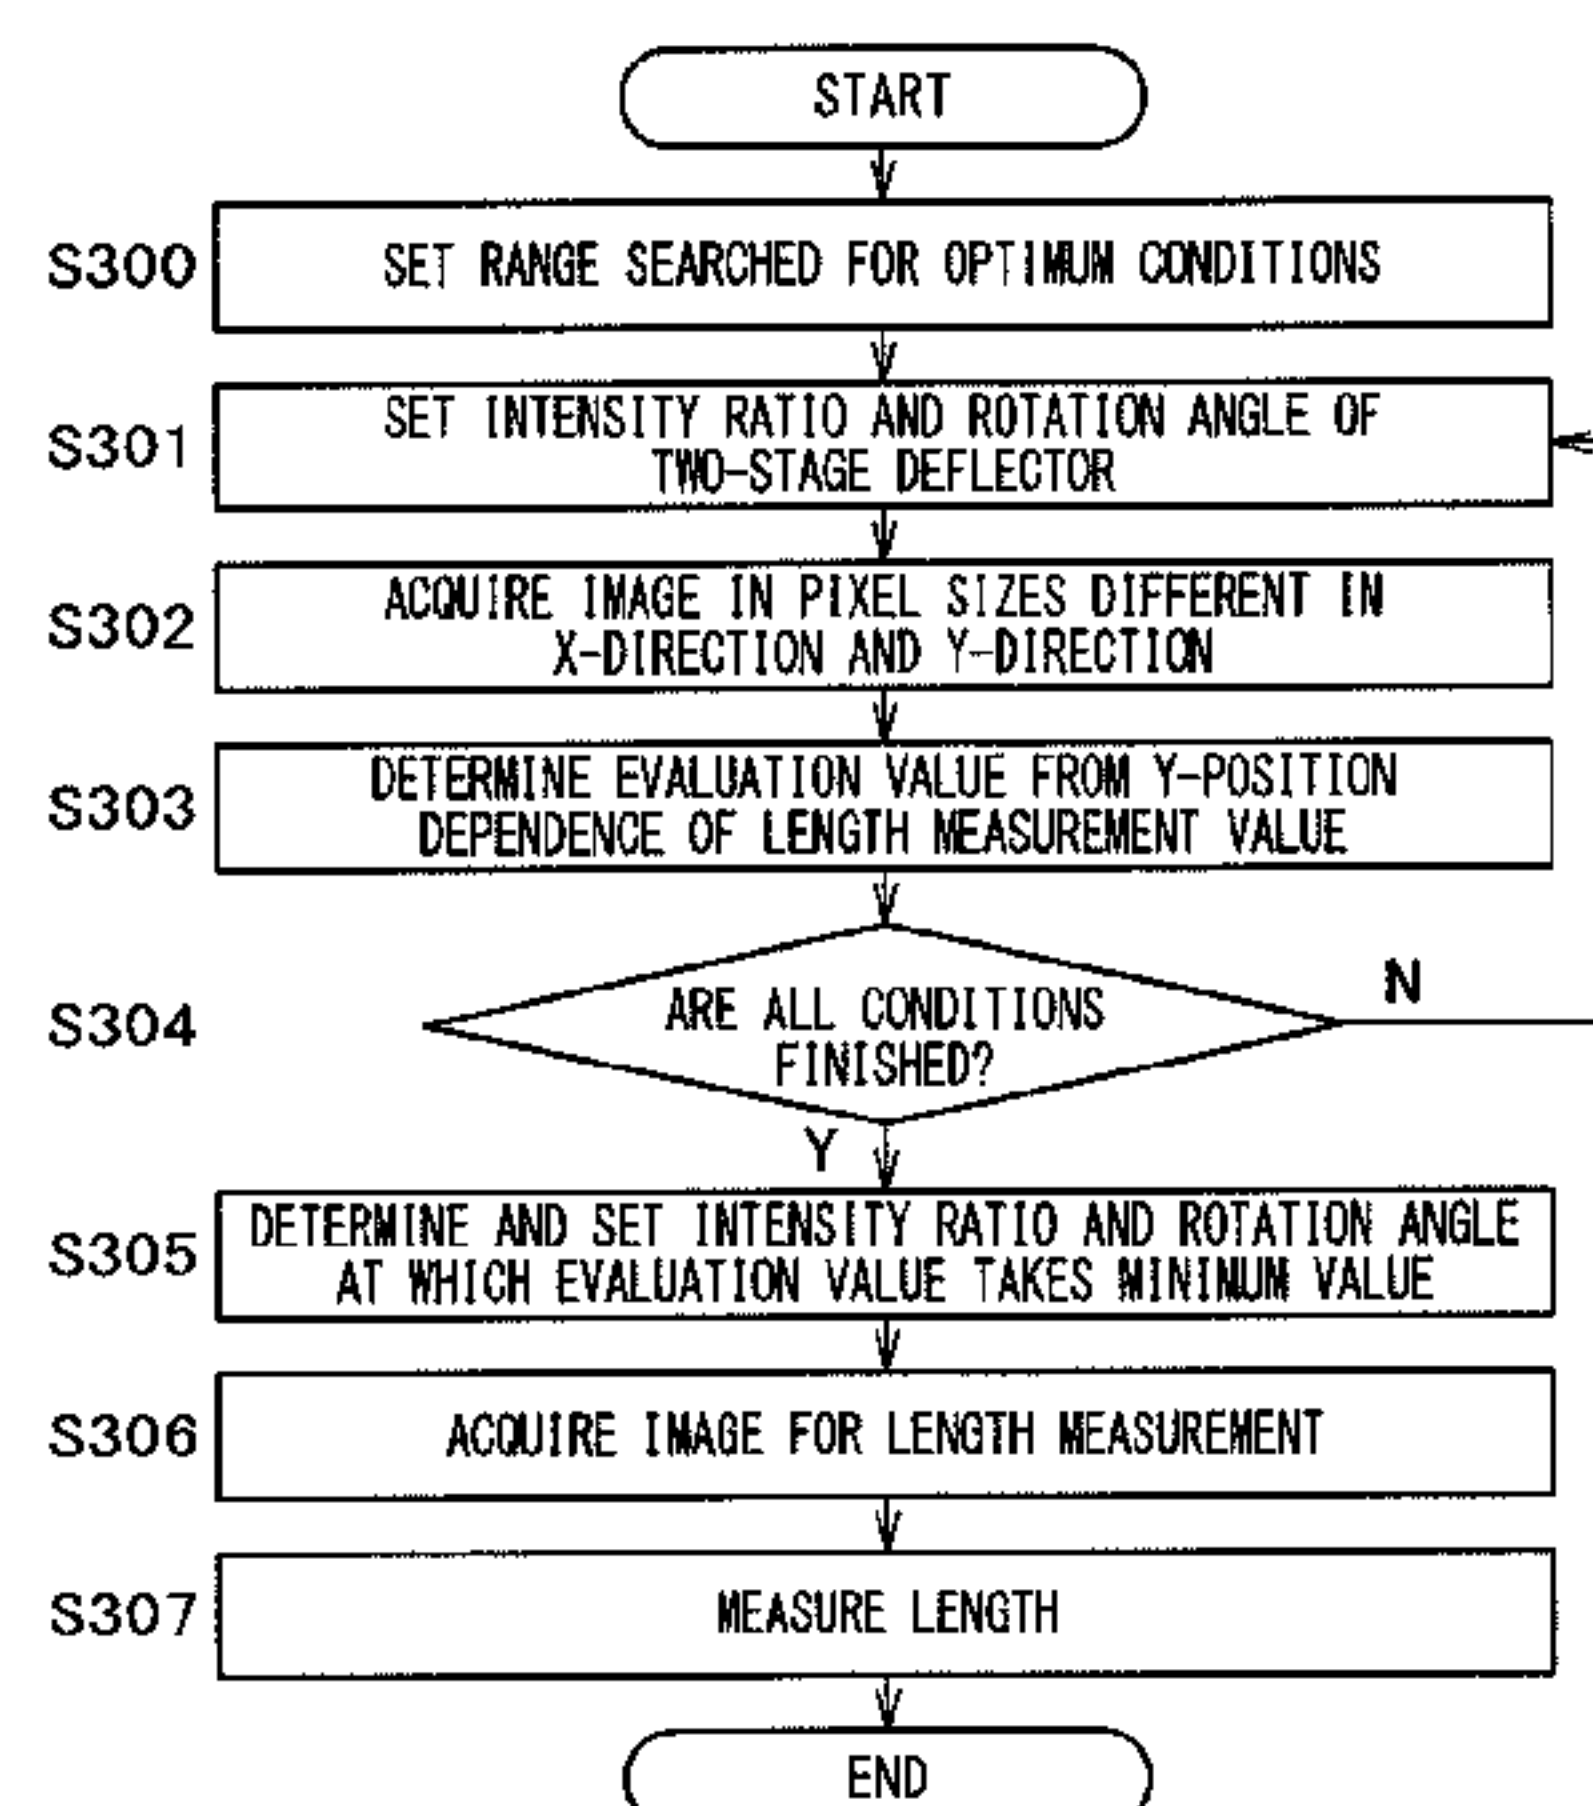 START
S300
SET RANGE SEARCHED FOR OPTIMUM CONDITIONS
S301
SET INTENSITY RATIO AND ROTATION ANGLE OF
TWO-STAGE DEFLECTOR
S302
ACQUIRE IMAGE IN PIXEL SIZES DIFFERENT IN
X-DIRECTION AND Y-DIRECTION
S303
DETERMINE EVALUATION VALUE FROM Y-POSITION
DEPENDENCE OF LENGTH MEASUREMENT VALUE
S304
ARE ALL CONDITIONS
FINISHED?
N
Y
S305
DETERMINE AND SET INTENSITY RATIO AND ROTATION ANGLE
AT WHICH EVALUATION VALUE TAKES MINIMUM VALUE
S306
ACQUIRE IMAGE FOR LENGTH MEASUREMENT
S307
MEASURE LENGTH
END